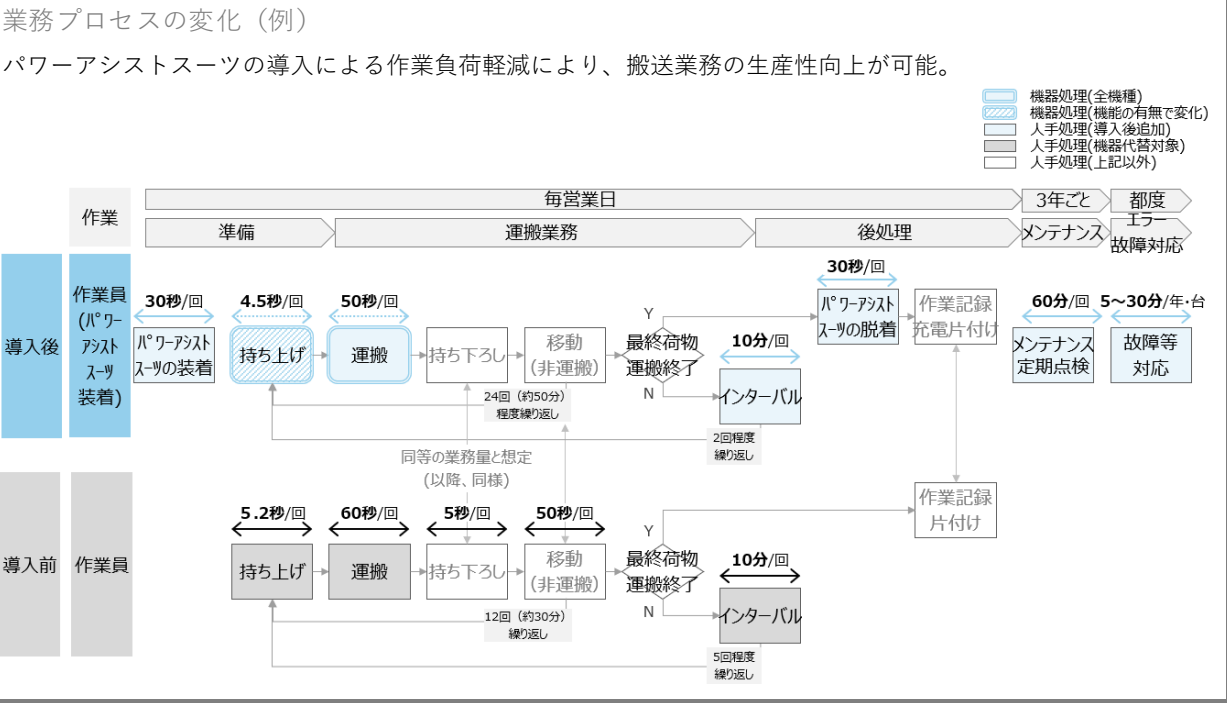 業務プロセスの変化（例）
パワーアシストスーツの導入による作業負荷軽減により、搬送業務の生産性向上が可能。
機器処理(全機種)
機器処理(機能の有無で変化)
人手処理(導入後追加)
人手処理(機器代替対象)
人手処理(上記以外)
作業
毎営業日
3年ごと
都度
準備
運搬業務
後処理
メンテナンス
エラー
故障対応
導入後
作業員
(ﾊﾟﾜｰ
ｱｼｽﾄ
ｽｰﾂ
装着)
30秒/回
ﾊﾟﾜｰｱｼｽﾄ
ｽｰﾂの装着
4.5秒/回
持ち上げ
50秒/回
運搬
持ち下ろし
移動
(非運搬)
24回（約50分）
程度繰り返し
Y
最終荷物
運搬終了
N
10分/回
インターバル
2回程度
繰り返し
30秒/回
ﾊﾟﾜｰｱｼｽﾄ
ｽｰﾂの脱着
作業記録
充電片付け
60分/回
メンテナンス
定期点検
5～30分/年･台
故障等
対応
同等の業務量と想定
(以降、同様)
導入前
作業員
5.2秒/回
持ち上げ
60秒/回
運搬
5秒/回
持ち下ろし
50秒/回
移動
(非運搬)
12回（約30分）
繰り返し
Y
最終荷物
運搬終了
N
10分/回
インターバル
5回程度
繰り返し
作業記録
片付け